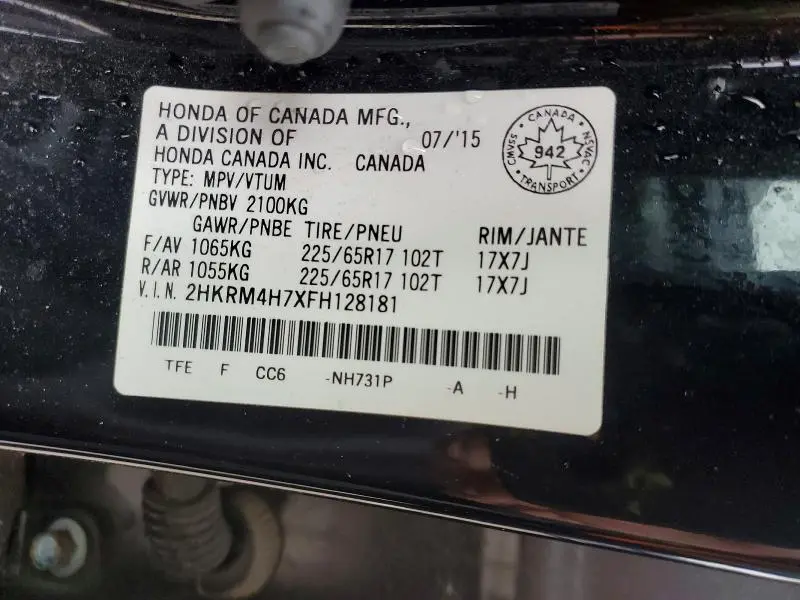 HONDA OF CANADA MFG.,
A DIVISION OF 07/'15
HONDA CANADA INC. CANADA
TYPE: MPV/VTUM
GVWR/PNBV 2100KG
GAWR/PNBE TIRE/PNEU RIM/JANTE
F/AV 1065KG 225/65R17 102T 17X7J
R/AR 1055KG 225/65R17 102T 17X7J
V.I.N. 2HKRM4H7XFH128181
TFE F CC6 -NH731P -A -H
CANADA
CMVSS 942 NSVAC
TRANSPORT